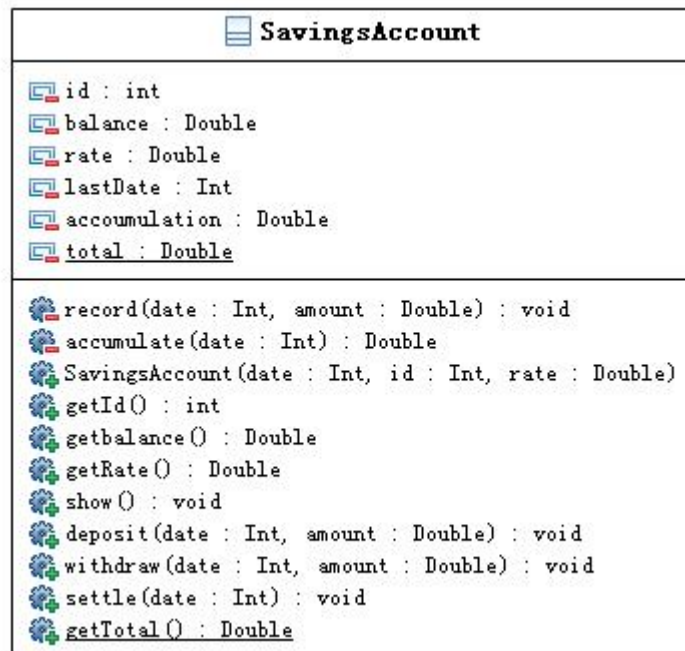 SavingsAccount
id : int
balance : Double
rate : Double
lastDate : Int
accoumulation : Double
total : Double
record(date : Int, amount : Double) : void
accumulate(date : Int) : Double
SavingsAccount(date : Int, id : Int, rate : Double)
getId() : int
getbalance() : Double
getRate() : Double
show() : void
deposit(date : Int, amount : Double) : void
withdraw(date : Int, amount : Double) : void
settle(date : Int) : void
getTotal() : Double